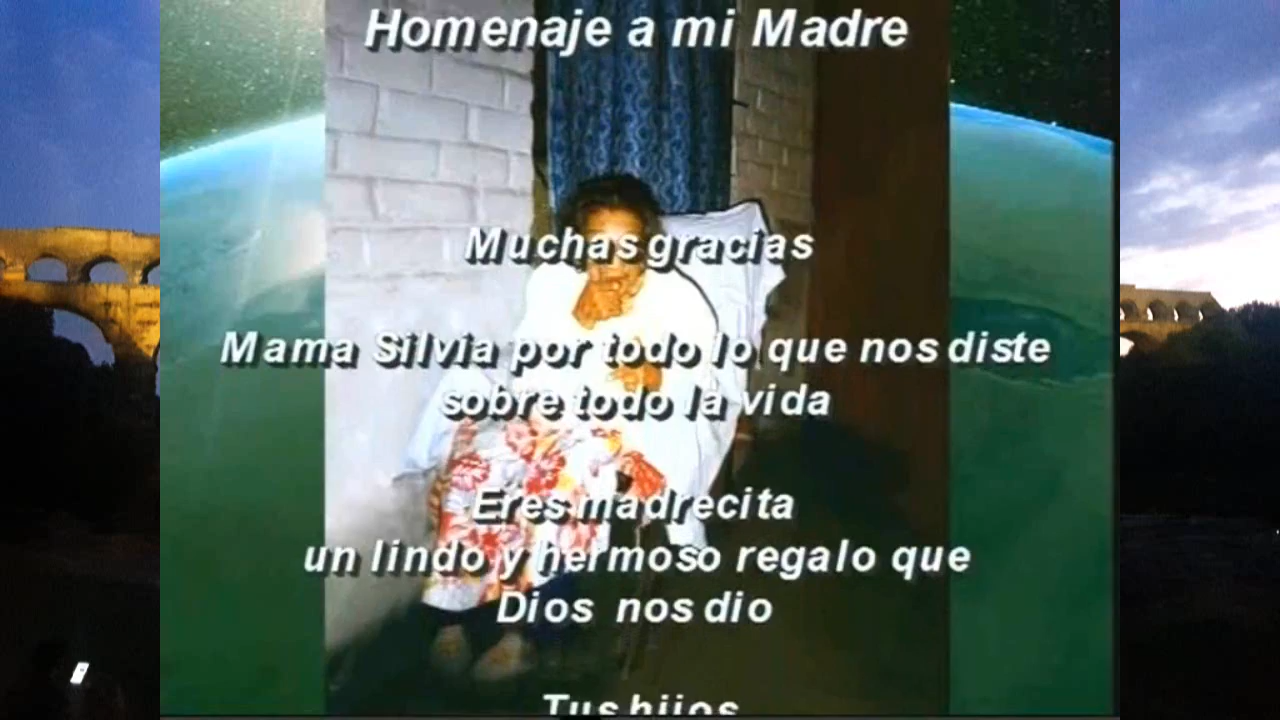 Homenaje a mi Madre
Muchas gracias
Mama Silvia por todo lo que nos diste
sobre todo la vida
Eres madrecita
un lindo y hermoso regalo que
Dios nos dio
Tus hijos